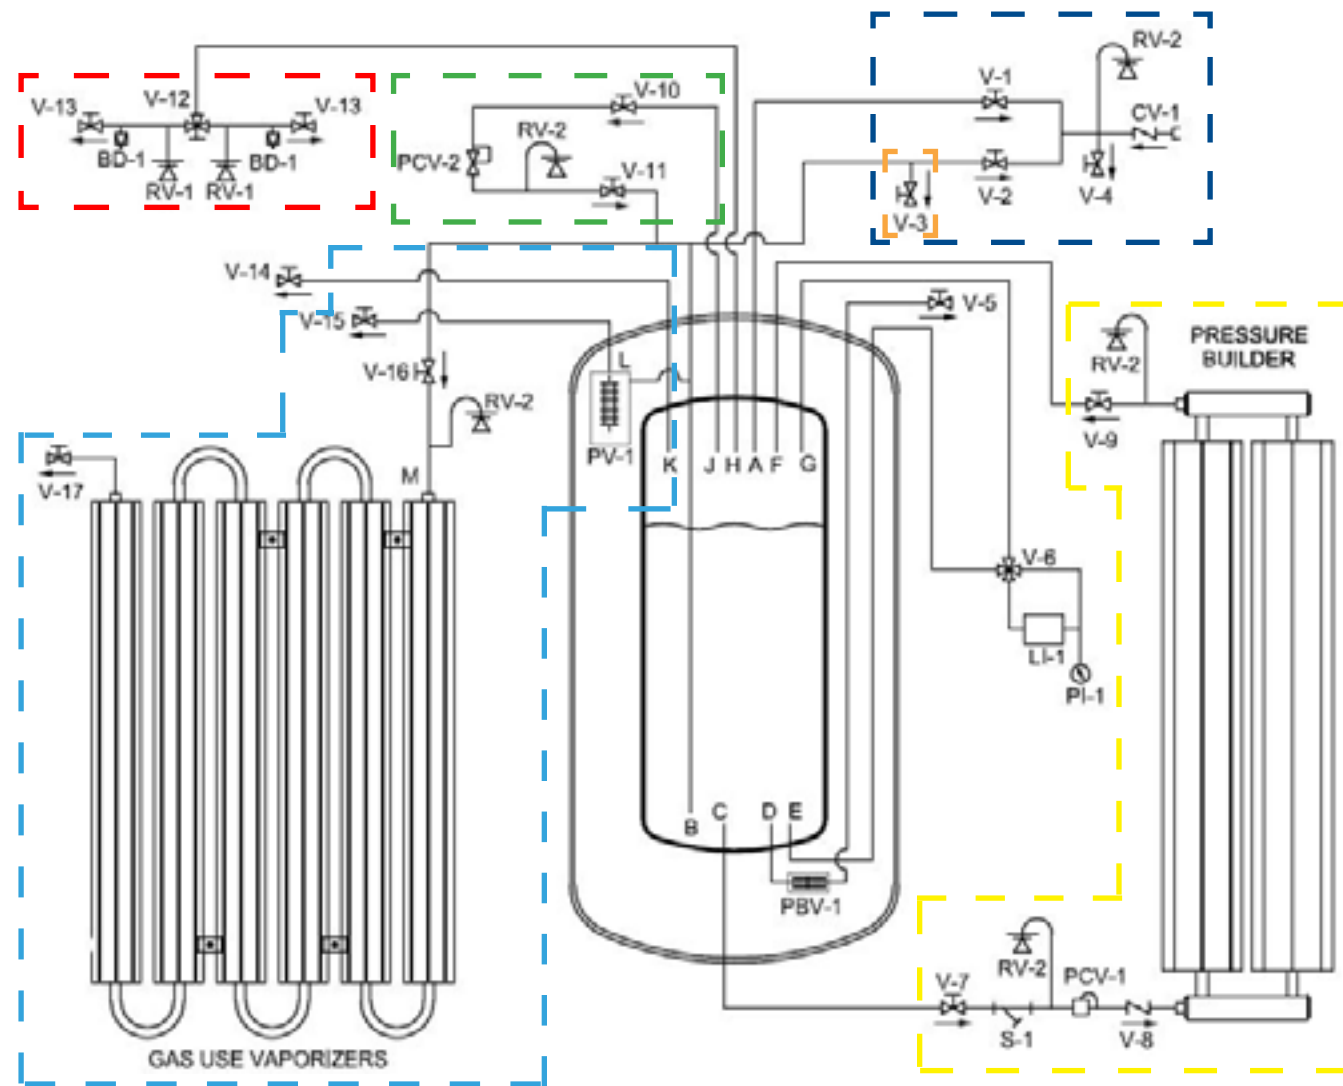 RV-2
V-1
V-13
V-12
V-13
V-10
CV-1
RV-2
BD-1
BD-1
PCV-2
RV-1
RV-1
V-11
V-2
V-4
V-3
V-14
V-5
V-15
PRESSURE
BUILDER
RV-2
L
V-16
RV-2
V-9
PV-1
K
J
H
A
F
G
M
V-17
V-6
LI-1
PI-1
B
C
D
E
PBV-1
RV-2
PCV-1
V-7
S-1
V-8
GAS USE VAPORIZERS